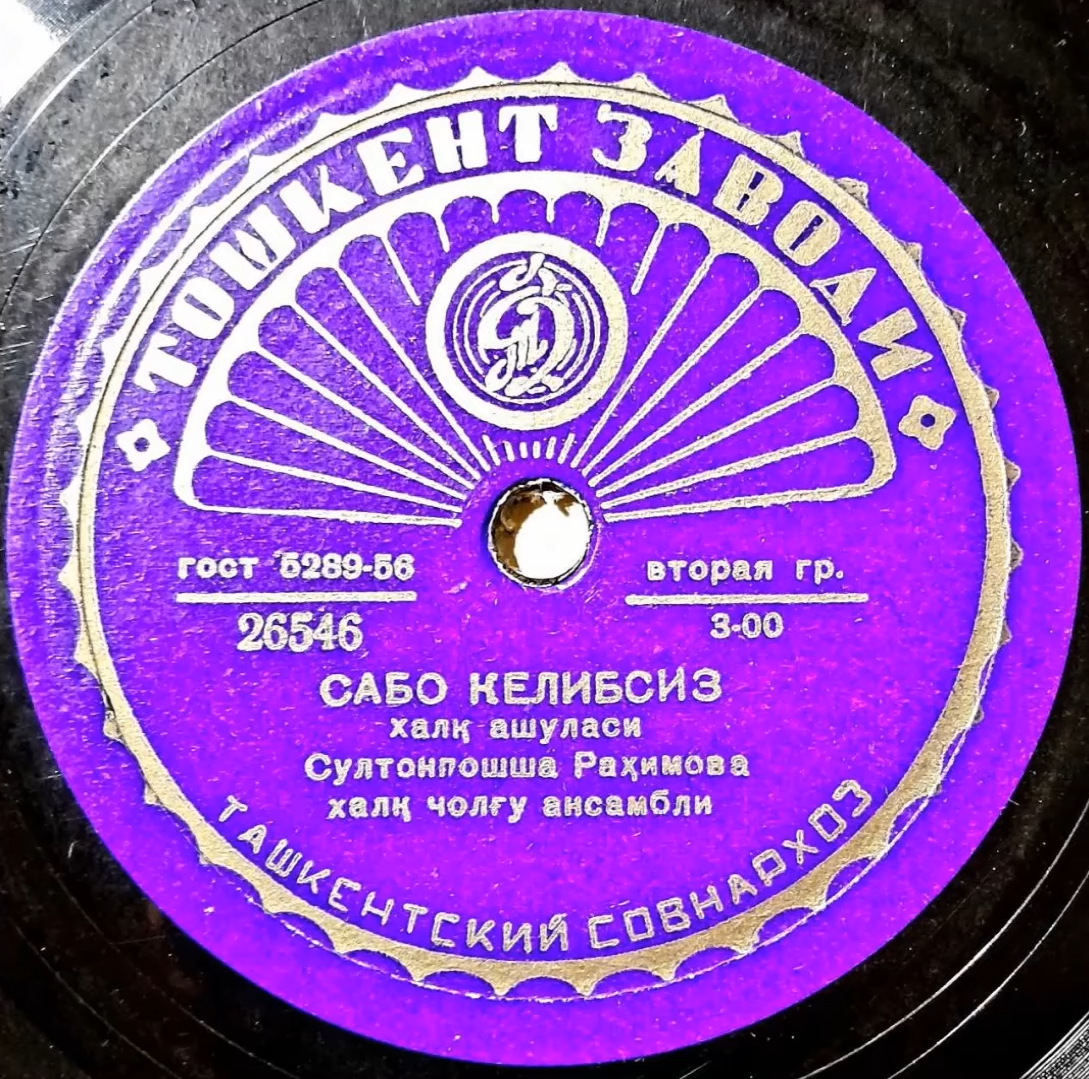 ТОШКЕНТ ЗАВОДИ
гост 5289-56
вторая гр.
26546
3-00
САБО КЕЛИБСИЗ
халқ ашуласи
Султонпошша Раҳимова
халқ чолғу ансамбли
ТАШКЕНТСКИЙ СОВНАРХОЗ